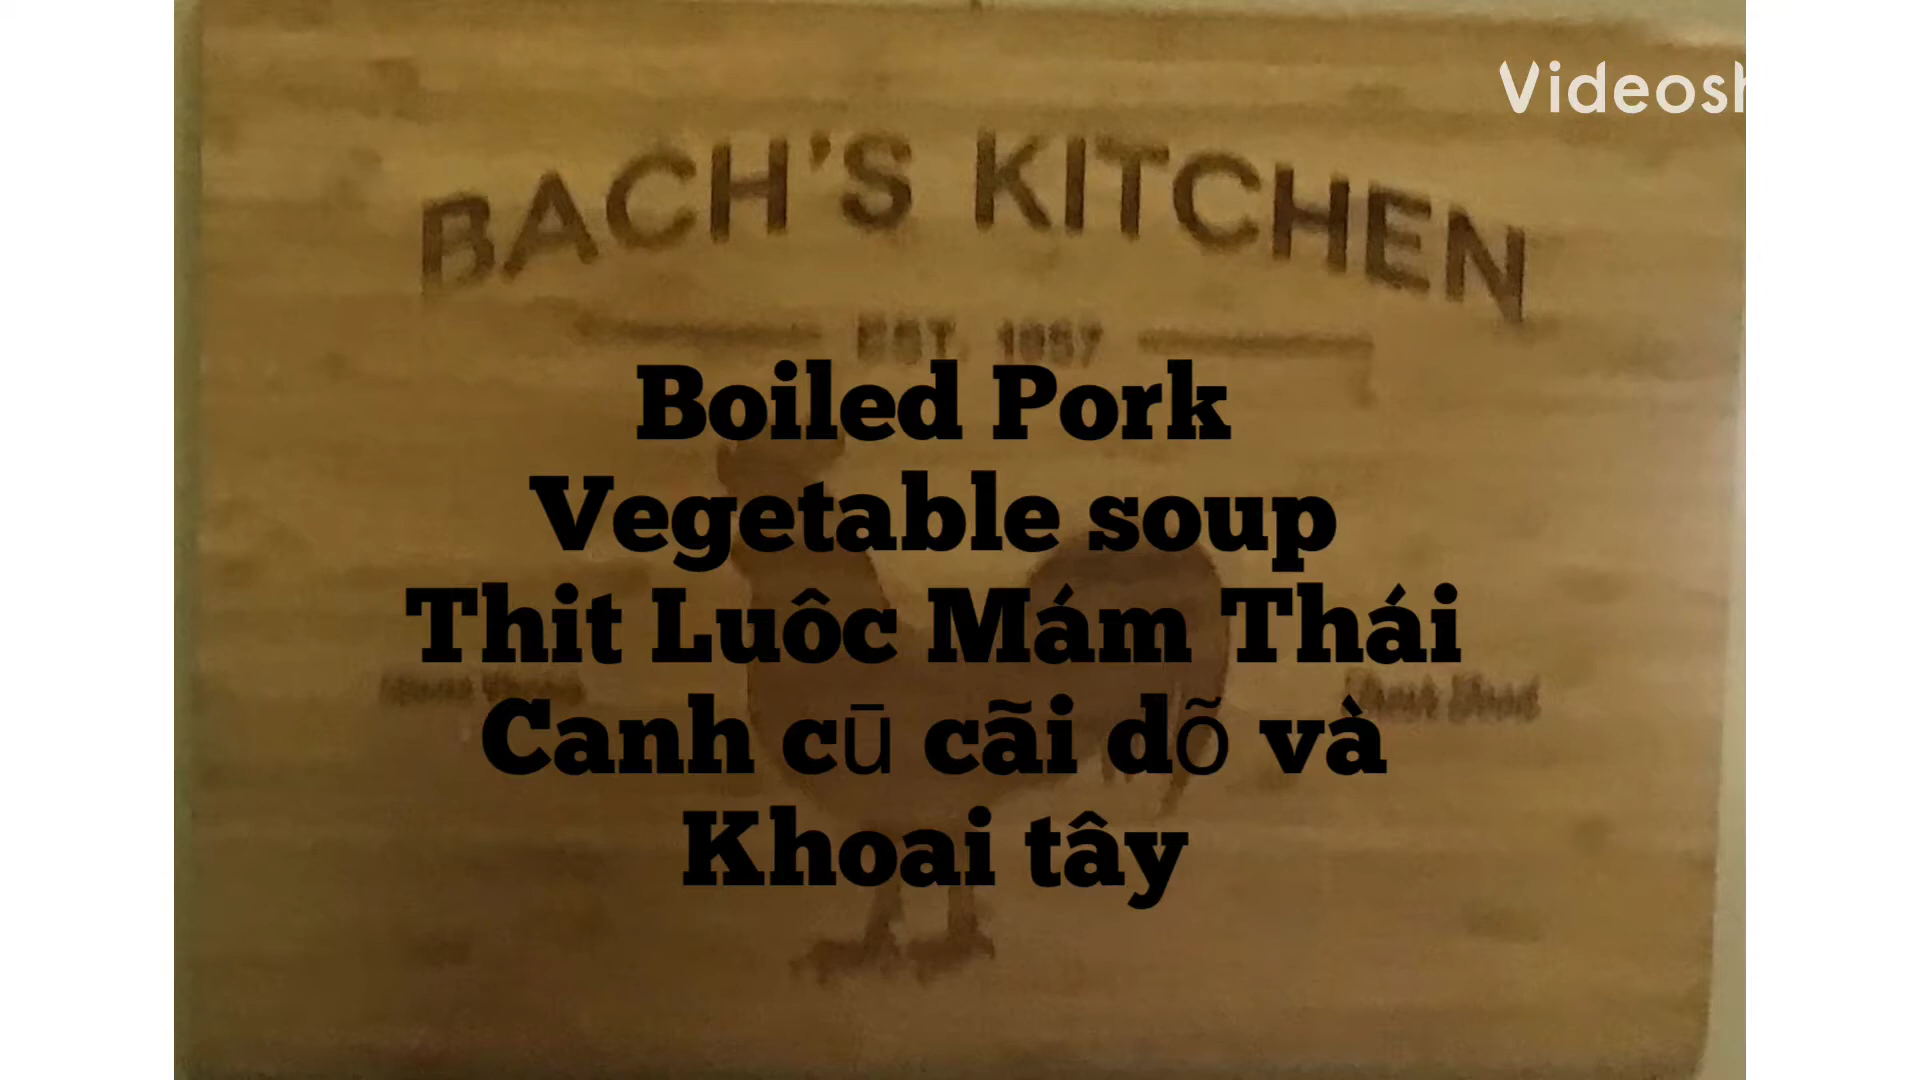 Videosh
BACH'S KITCHEN
EST. 1957
Boiled Pork
Vegetable soup
Thit Luôc Mám Thái
Canh cū cãi dõ và
Khoai tây